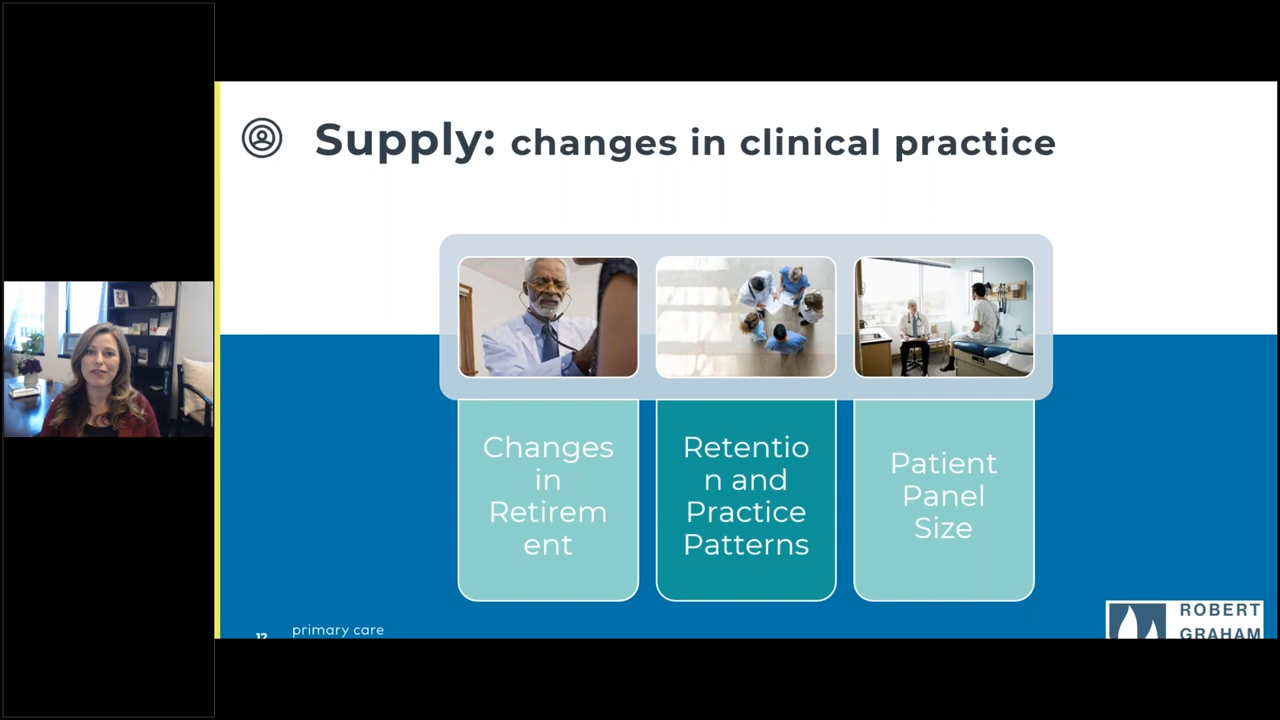 Supply: changes in clinical practice
Changes
in
Retirem
ent
Retentio
n and
Practice
Patterns
Patient
Panel
Size
12
primary care
ROBERT
GRAHAM